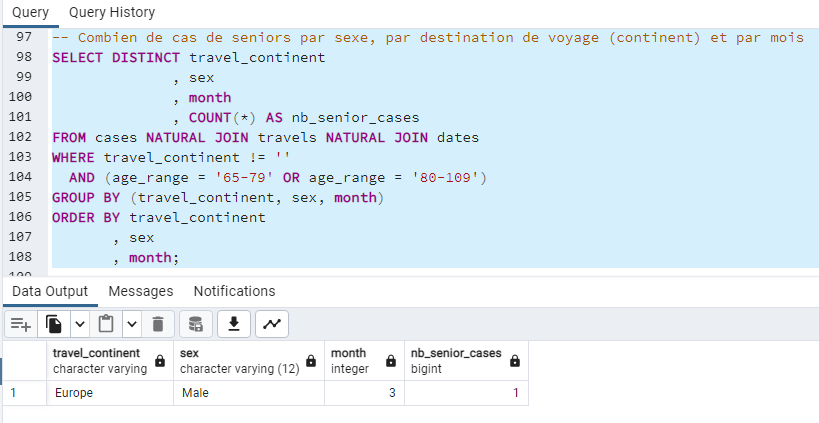 Query Query History
97 -- Combien de cas de seniors par sexe, par destination de voyage (continent) et par mois
98 SELECT DISTINCT travel_continent
99 , sex
100 , month
101 , COUNT(*) AS nb_senior_cases
102 FROM cases NATURAL JOIN travels NATURAL JOIN dates
103 WHERE travel_continent != ''
104 AND (age_range = '65-79' OR age_range = '80-109')
105 GROUP BY (travel_continent, sex, month)
106 ORDER BY travel_continent
107 , sex
108 , month;
109
Data Output Messages Notifications
travel_continent sex month nb_senior_cases
character varying character varying (12) integer bigint
1 Europe Male 3 1